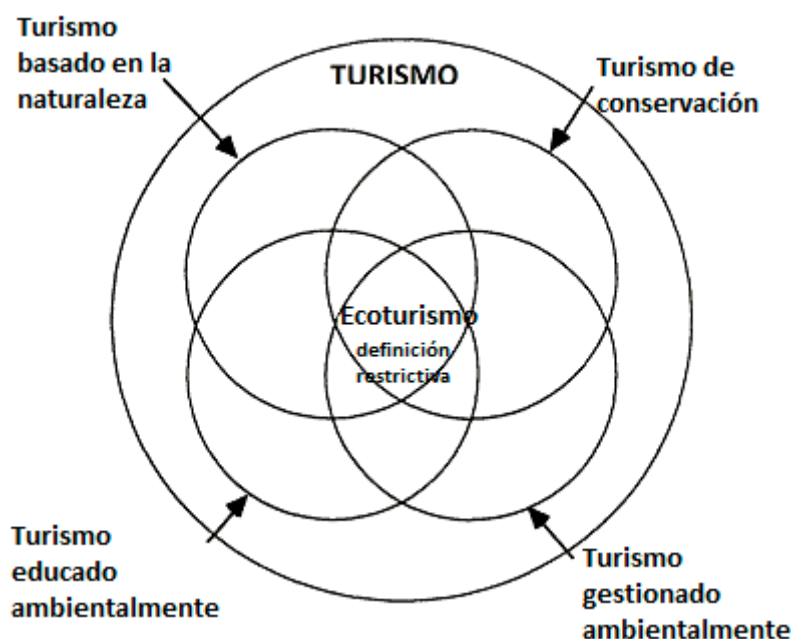 Turismo
basado en la
naturaleza
TURISMO
Turismo de
conservación
Ecoturismo
definición
restrictiva
Turismo
educado
ambientalmente
Turismo
gestionado
ambientalmente